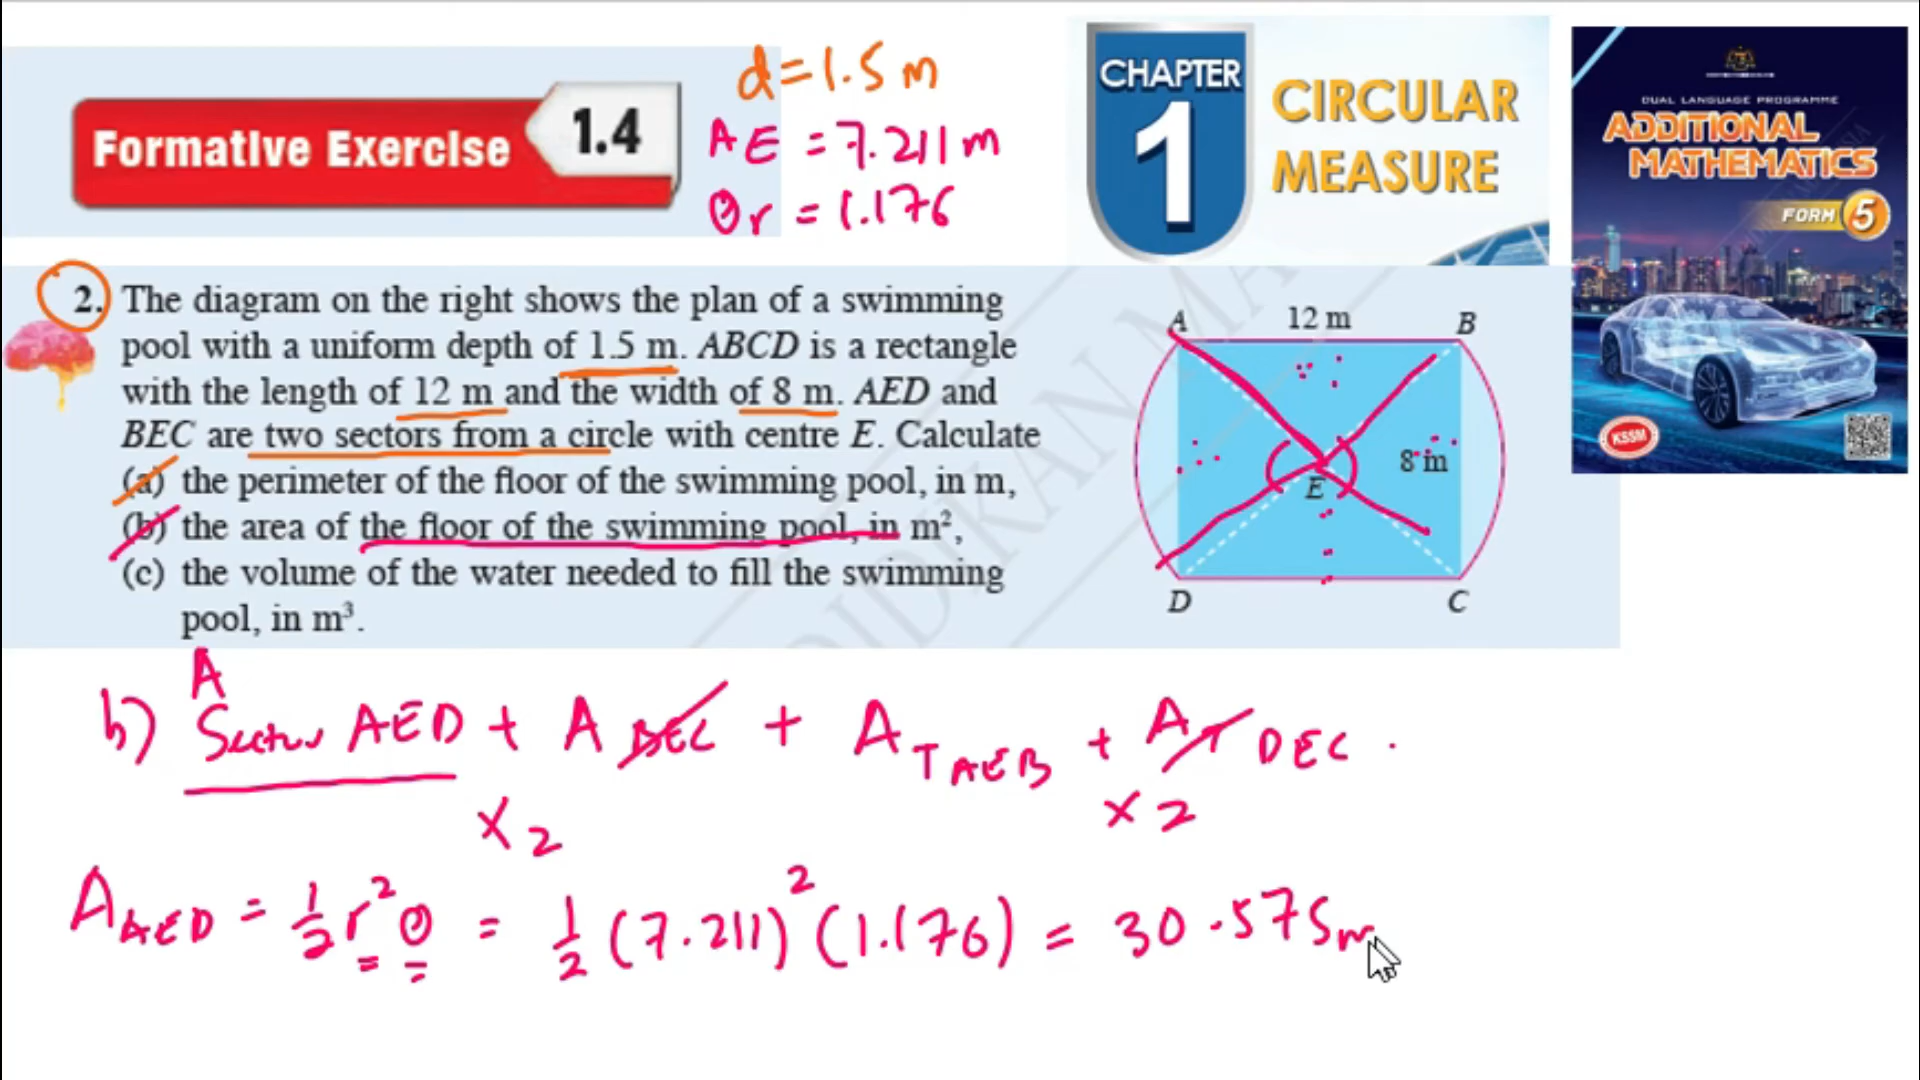 d = 1.5 m
AE = 7.211 m
θr = 1.176
Formative Exercise 1.4
CHAPTER
1
CIRCULAR
MEASURE
DUAL LANGUAGE PROGRAMME
ADDITIONAL
MATHEMATICS
FORM 5
KSSM
2. The diagram on the right shows the plan of a swimming
pool with a uniform depth of 1.5 m. ABCD is a rectangle
with the length of 12 m and the width of 8 m. AED and
BEC are two sectors from a circle with centre E. Calculate
(a) the perimeter of the floor of the swimming pool, in m,
(b) the area of the floor of the swimming pool, in m²,
(c) the volume of the water needed to fill the swimming
pool, in m³.
A 12 m B
8 m
E
D C
A
b) Sector AED + A BEC + A T AEB + A T DEC .
× 2 × 2
A AED = 1/2 r² θ = 1/2 (7.211)² (1.176) = 30.575 m